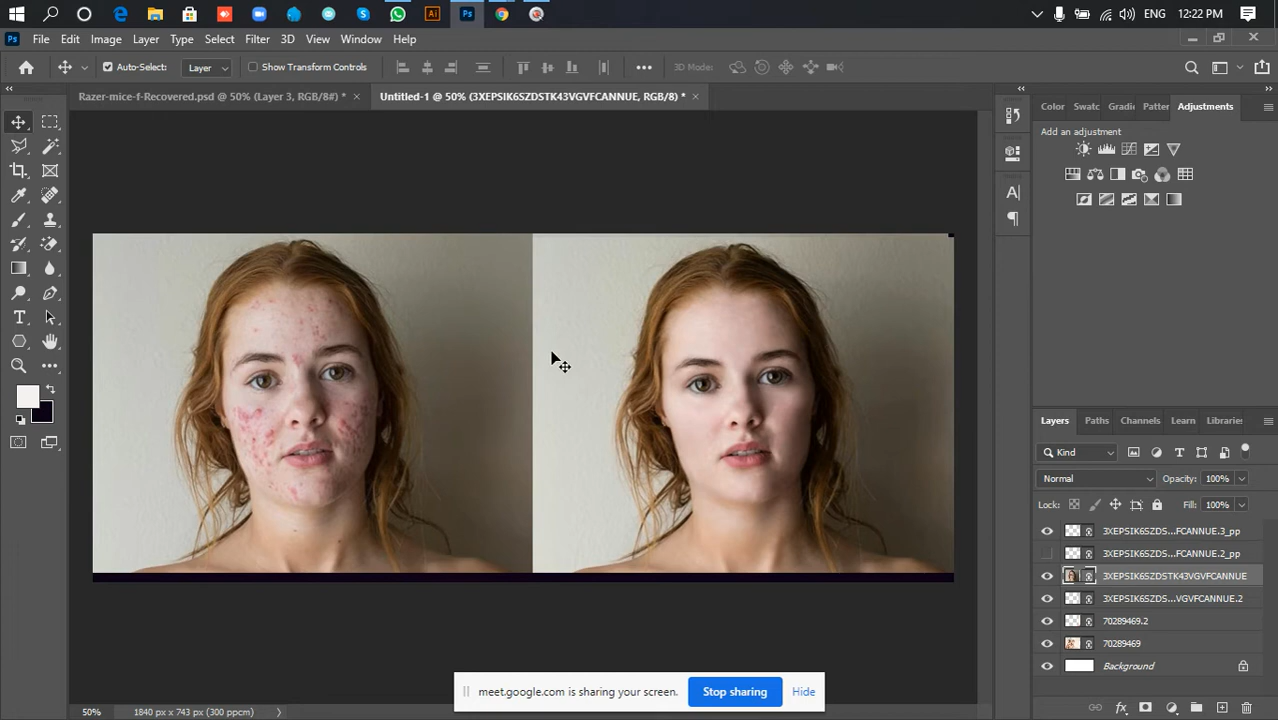 Ai
Ps
ENG
12:22 PM
Ps
File Edit Image Layer Type Select Filter 3D View Window Help
Auto-Select: Layer Show Transform Controls 3D Mode:
Razer-mice-f-Recovered.psd @ 50% (Layer 3, RGB/8#) *
Untitled-1 @ 50% (3XEPSIK6SZDSTK43VGVFCANNUE, RGB/8) *
Color Swatc Gradi Patter Adjustments
Add an adjustment
Layers Paths Channels Learn Librarie
Kind
Normal Opacity: 100%
Lock: Fill: 100%
3XEPSIK6SZDS...FCANNUE.3_pp
3XEPSIK6SZDS...FCANNUE.2_pp
3XEPSIK6SZDSTK43VGVFCANNUE
3XEPSIK6SZDS...VGVFCANNUE.2
70289469.2
70289469
Background
meet.google.com is sharing your screen. Stop sharing Hide
50% 1840 px x 743 px (300 ppcm)